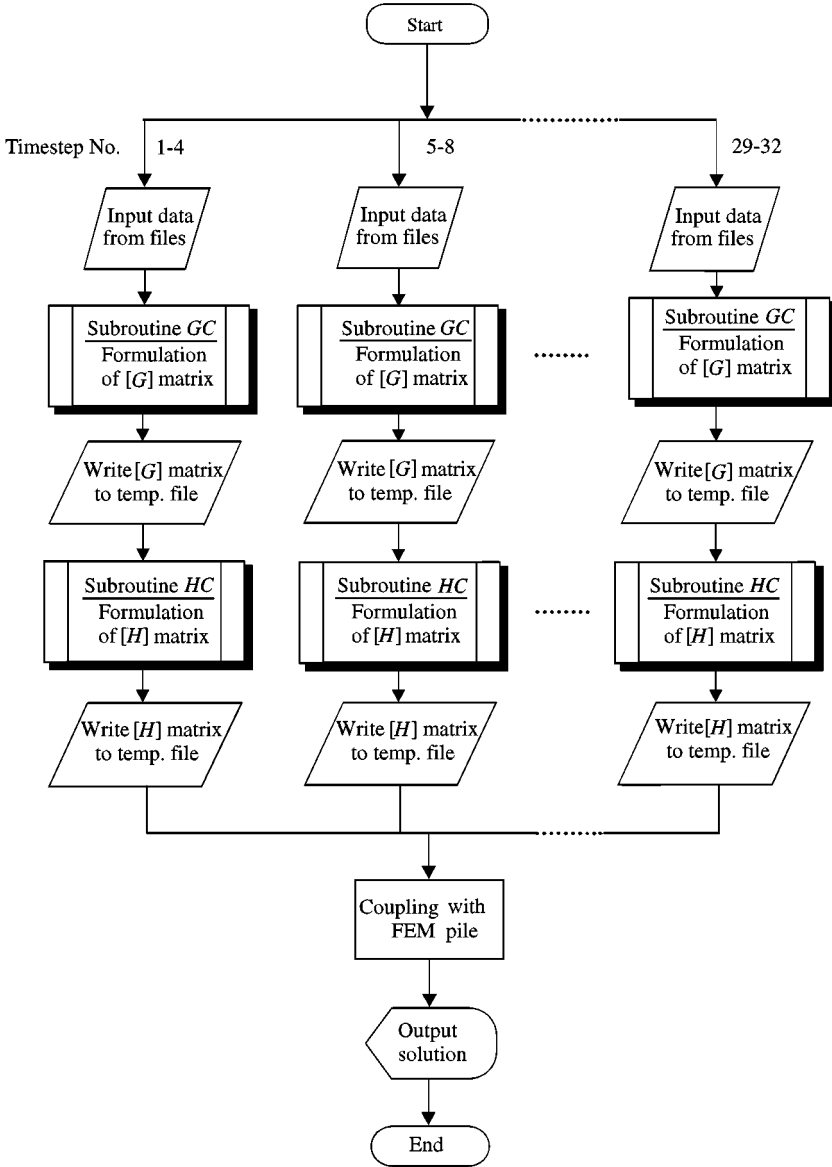 Start
Timestep No. 1-4 5-8 29-32
Input data
from files
Input data
from files
Input data
from files
Subroutine GC
Formulation
of [G] matrix
Subroutine GC
Formulation
of [G] matrix
Subroutine GC
Formulation
of [G] matrix
Write [G] matrix
to temp. file
Write [G] matrix
to temp. file
Write [G] matrix
to temp. file
Subroutine HC
Formulation
of [H] matrix
Subroutine HC
Formulation
of [H] matrix
Subroutine HC
Formulation
of [H] matrix
Write [H] matrix
to temp. file
Write [H] matrix
to temp. file
Write[H] matrix
to temp. file
Coupling with
FEM pile
Output
solution
End